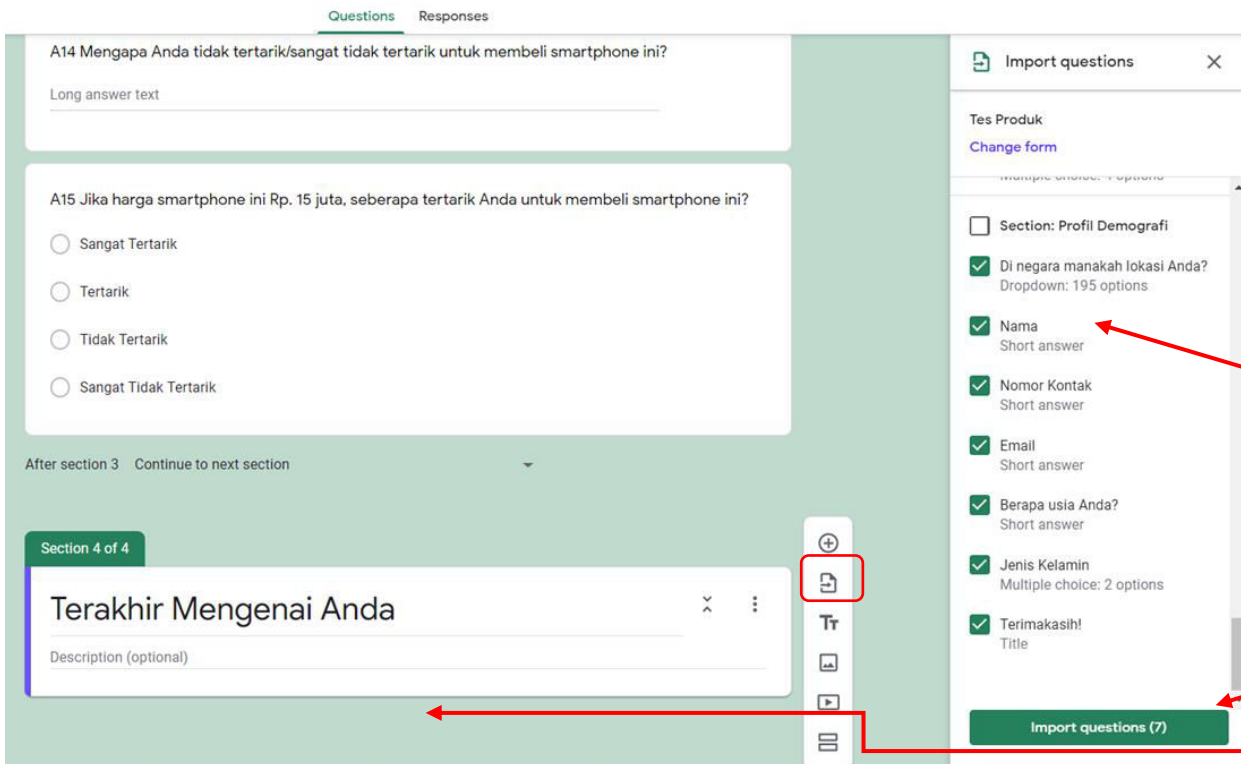 Questions Responses
A14 Mengapa Anda tidak tertarik/sangat tidak tertarik untuk membeli smartphone ini?
Long answer text
A15 Jika harga smartphone ini Rp. 15 juta, seberapa tertarik Anda untuk membeli smartphone ini?
Sangat Tertarik
Tertarik
Tidak Tertarik
Sangat Tidak Tertarik
After section 3 Continue to next section
Section 4 of 4
Terakhir Mengenai Anda
Description (optional)
Tт
Import questions
Tes Produk
Change form
Multiple choice: 4 options
Section: Profil Demografi
Di negara manakah lokasi Anda?
Dropdown: 195 options
Nama
Short answer
Nomor Kontak
Short answer
Email
Short answer
Berapa usia Anda?
Short answer
Jenis Kelamin
Multiple choice: 2 options
Terimakasih!
Title
Import questions (7)